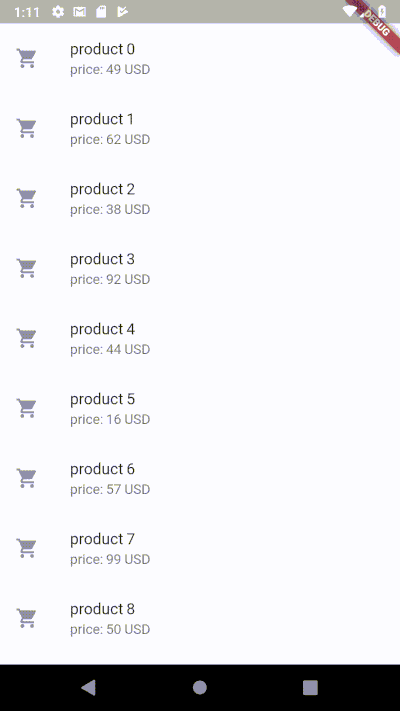 1:11
DEBUG
product 0
price: 49 USD
product 1
price: 62 USD
product 2
price: 38 USD
product 3
price: 92 USD
product 4
price: 44 USD
product 5
price: 16 USD
product 6
price: 57 USD
product 7
price: 99 USD
product 8
price: 50 USD